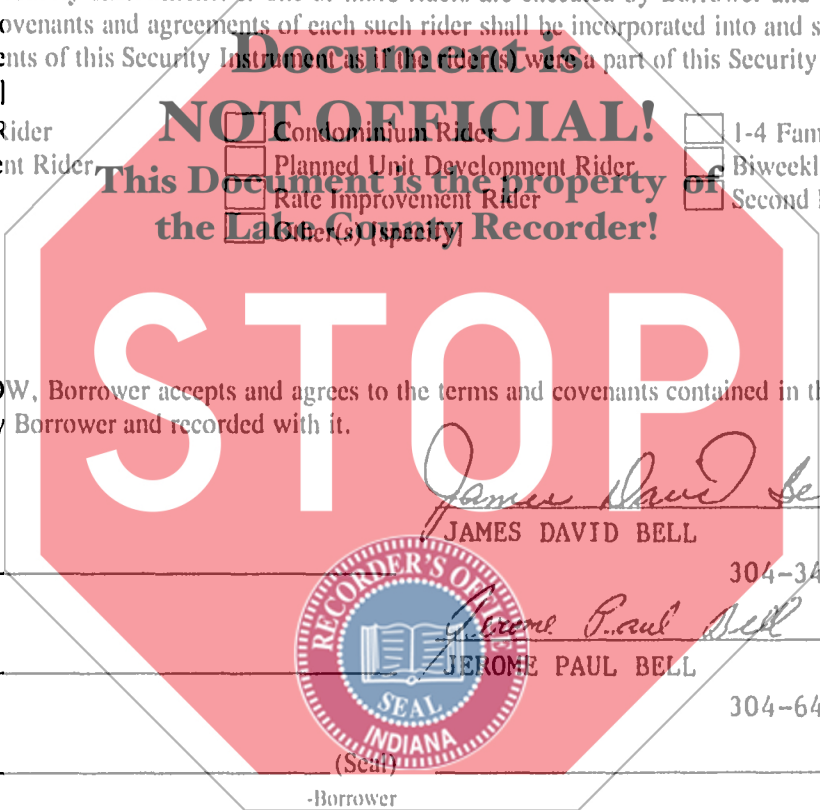 ovenants and agreements of each such rider shall be incorporated into and s
ents of this Security Instrument as if the rider(s) were a part of this Security
]
Rider
Condominium Rider
1-4 Fam
ent Rider
Planned Unit Development Rider
Biweekl
Rate Improvement Rider
Second
Other(s) [specify]
Document is
NOT OFFICIAL!
This Document is the property of
the Lake County Recorder!
STOP
OW, Borrower accepts and agrees to the terms and covenants contained in th
y Borrower and recorded with it.
James David Be
JAMES DAVID BELL
304-34
Jerome Paul Bell
JEROME PAUL BELL
304-64
RECORDER'S OFFICE
SEAL
INDIANA
(Seal)
-Borrower